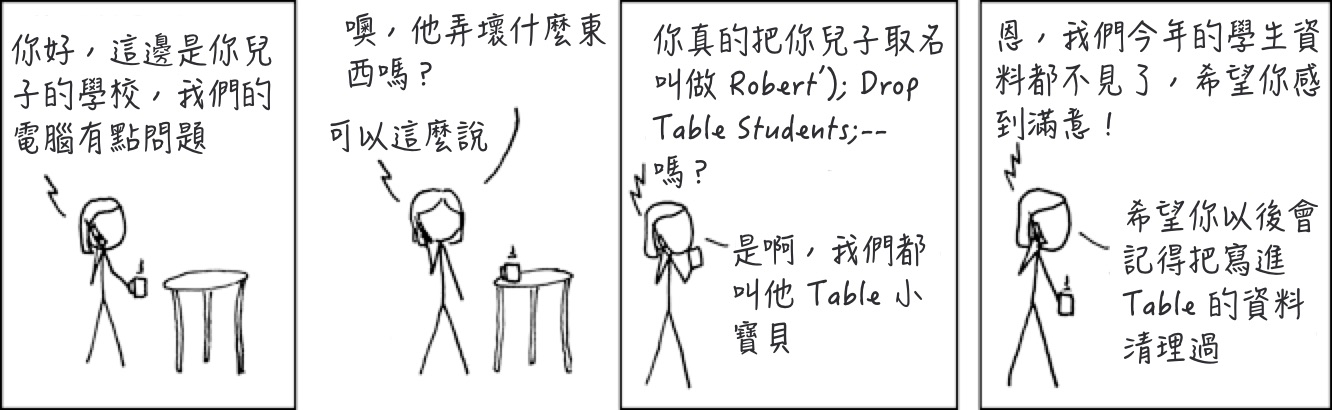 你好，這邊是你兒
子的學校，我們的
電腦有點問題
噢，他弄壞什麼東
西嗎？
可以這麼說
你真的把你兒子取名
叫做 Robert'); Drop
Table Students;--
嗎？
是啊，我們都
叫他 Table 小
寶貝
恩，我們今年的學生資
料都不見了，希望你感
到滿意！
希望你以後會
記得把寫進
Table 的資料
清理過